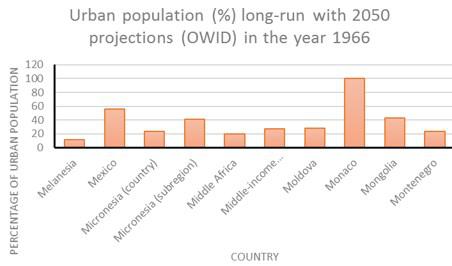 Urban population (%) long-run with 2050
projections (OWID) in the year 1966
PERCENTAGE OF URBAN POPULATION
120
100
80
60
40
20
0
Melanesia
Mexico
Micronesia (country)
Micronesia (subregion)
Middle Africa
Middle-income...
Moldova
Monaco
Mongolia
Montenegro
COUNTRY